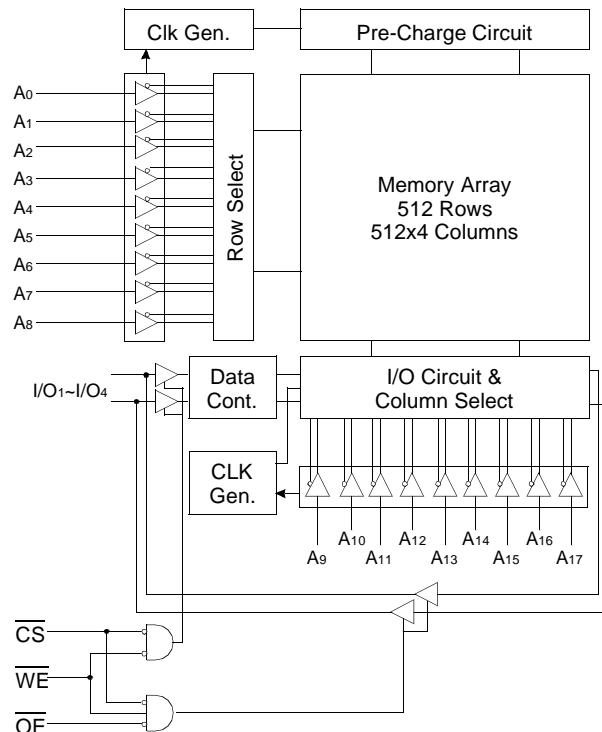 Clk Gen.
Pre-Charge Circuit
A0
A1
A2
A3
A4
A5
A6
A7
A8
Row Select
Memory Array
512 Rows
512x4 Columns
I/O1~I/O4
Data
Cont.
I/O Circuit &
Column Select
CLK
Gen.
A9
A10
A11
A12
A13
A14
A15
A16
A17
CS
WE
OE